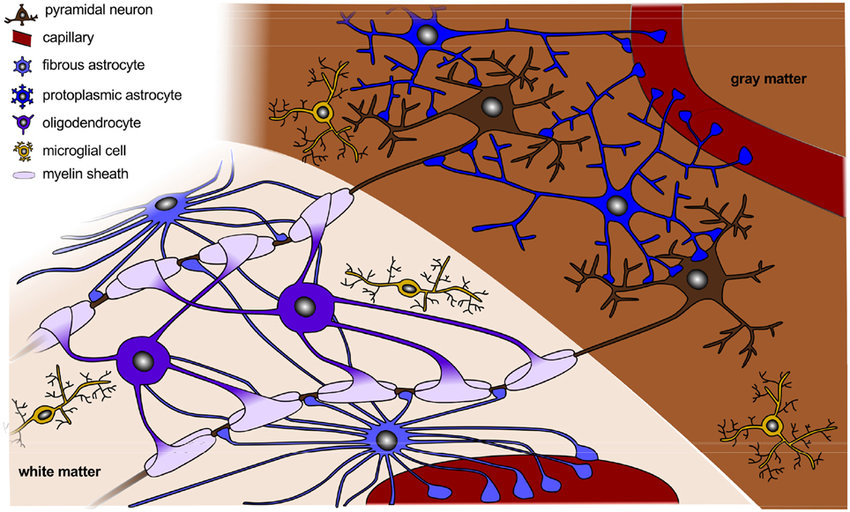 pyramidal neuron
capillary
fibrous astrocyte
protoplasmic astrocyte
oligodendrocyte
microglial cell
myelin sheath
gray matter
white matter